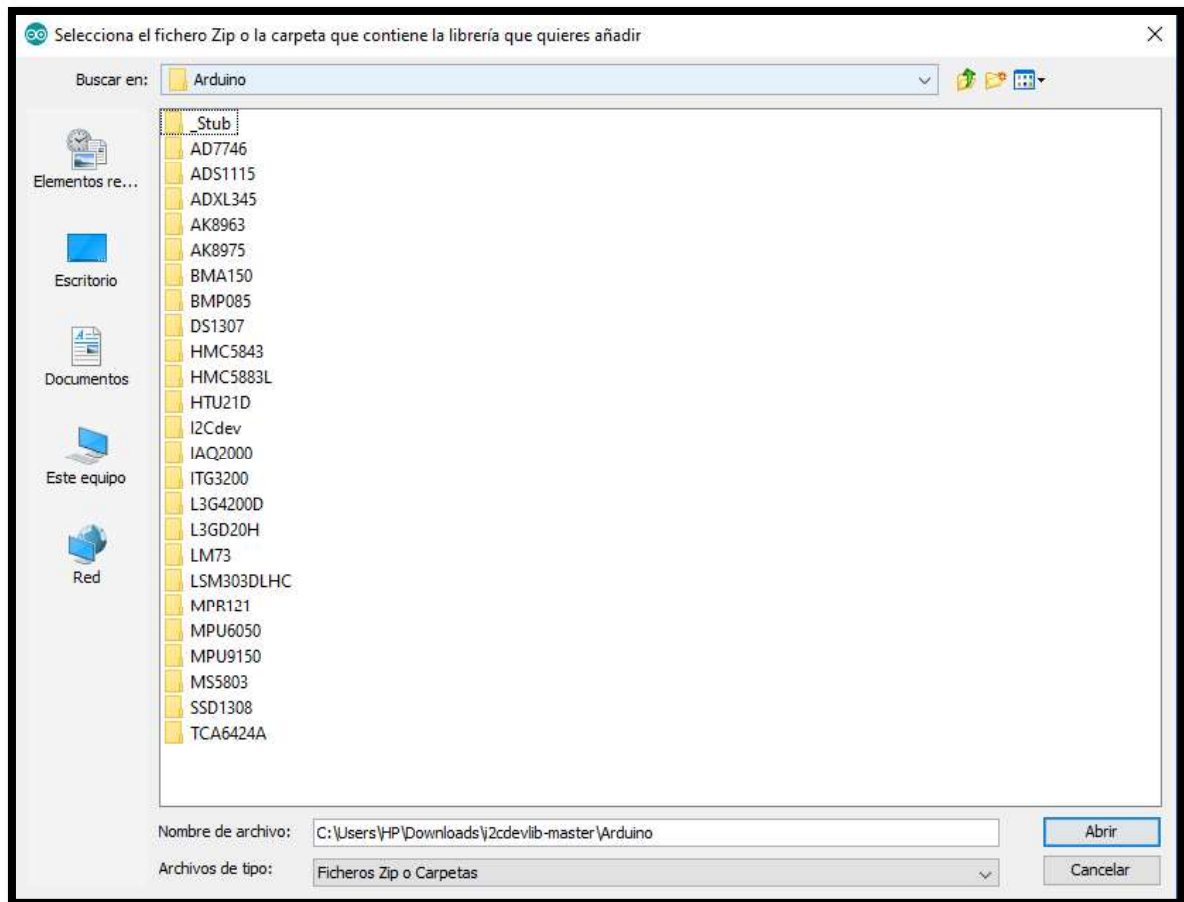 Selecciona el fichero Zip o la carpeta que contiene la librería que quieres añadir
Buscar en:
Arduino
Elementos re...
Escritorio
Documentos
Este equipo
Red
_Stub
AD7746
ADS1115
ADXL345
AK8963
AK8975
BMA150
BMP085
DS1307
HMC5843
HMC5883L
HTU21D
I2Cdev
IAQ2000
ITG3200
L3G4200D
L3GD20H
LM73
LSM303DLHC
MPR121
MPU6050
MPU9150
MS5803
SSD1308
TCA6424A
Nombre de archivo:
C:\Users\HP\Downloads\i2cdevlib-master\Arduino
Abrir
Archivos de tipo:
Ficheros Zip o Carpetas
Cancelar